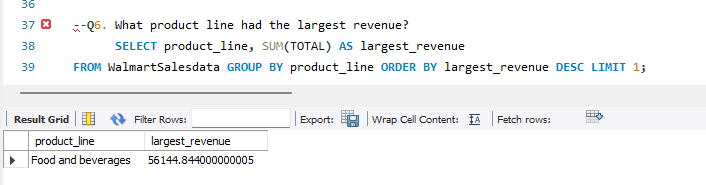 36
37 --Q6. What product line had the largest revenue?
38 SELECT product_line, SUM(TOTAL) AS largest_revenue
39 FROM WalmartSalesdata GROUP BY product_line ORDER BY largest_revenue DESC LIMIT 1;
Result Grid Filter Rows: Export: Wrap Cell Content: IA Fetch rows:
product_line largest_revenue
Food and beverages 56144.844000000005